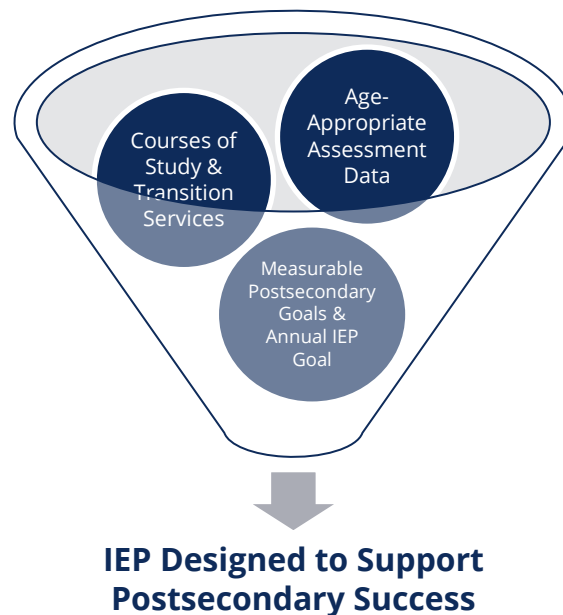 Courses of
Study &
Transition
Services
Age-
Appropriate
Assessment
Data
Measurable
Postsecondary
Goals &
Annual IEP
Goal
IEP Designed to Support
Postsecondary Success